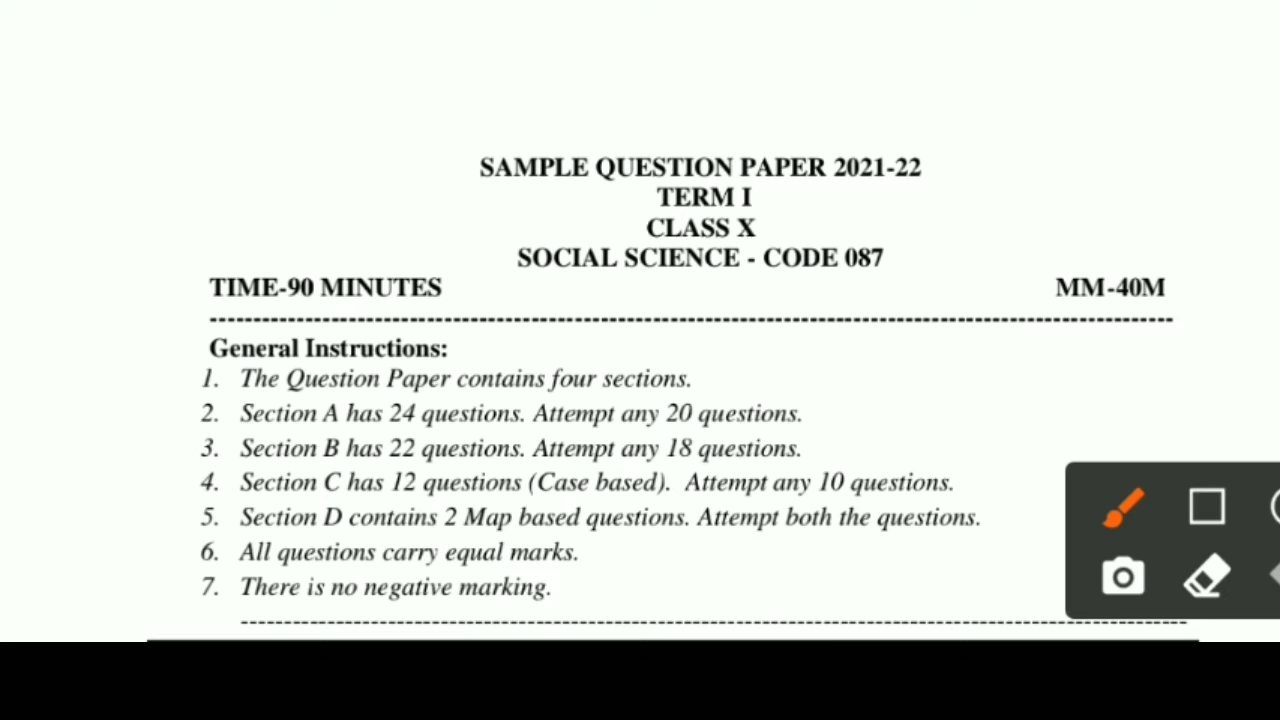 SAMPLE QUESTION PAPER 2021-22
TERM I
CLASS X
SOCIAL SCIENCE - CODE 087
TIME-90 MINUTES MM-40M
General Instructions:
1. The Question Paper contains four sections.
2. Section A has 24 questions. Attempt any 20 questions.
3. Section B has 22 questions. Attempt any 18 questions.
4. Section C has 12 questions (Case based). Attempt any 10 questions.
5. Section D contains 2 Map based questions. Attempt both the questions.
6. All questions carry equal marks.
7. There is no negative marking.